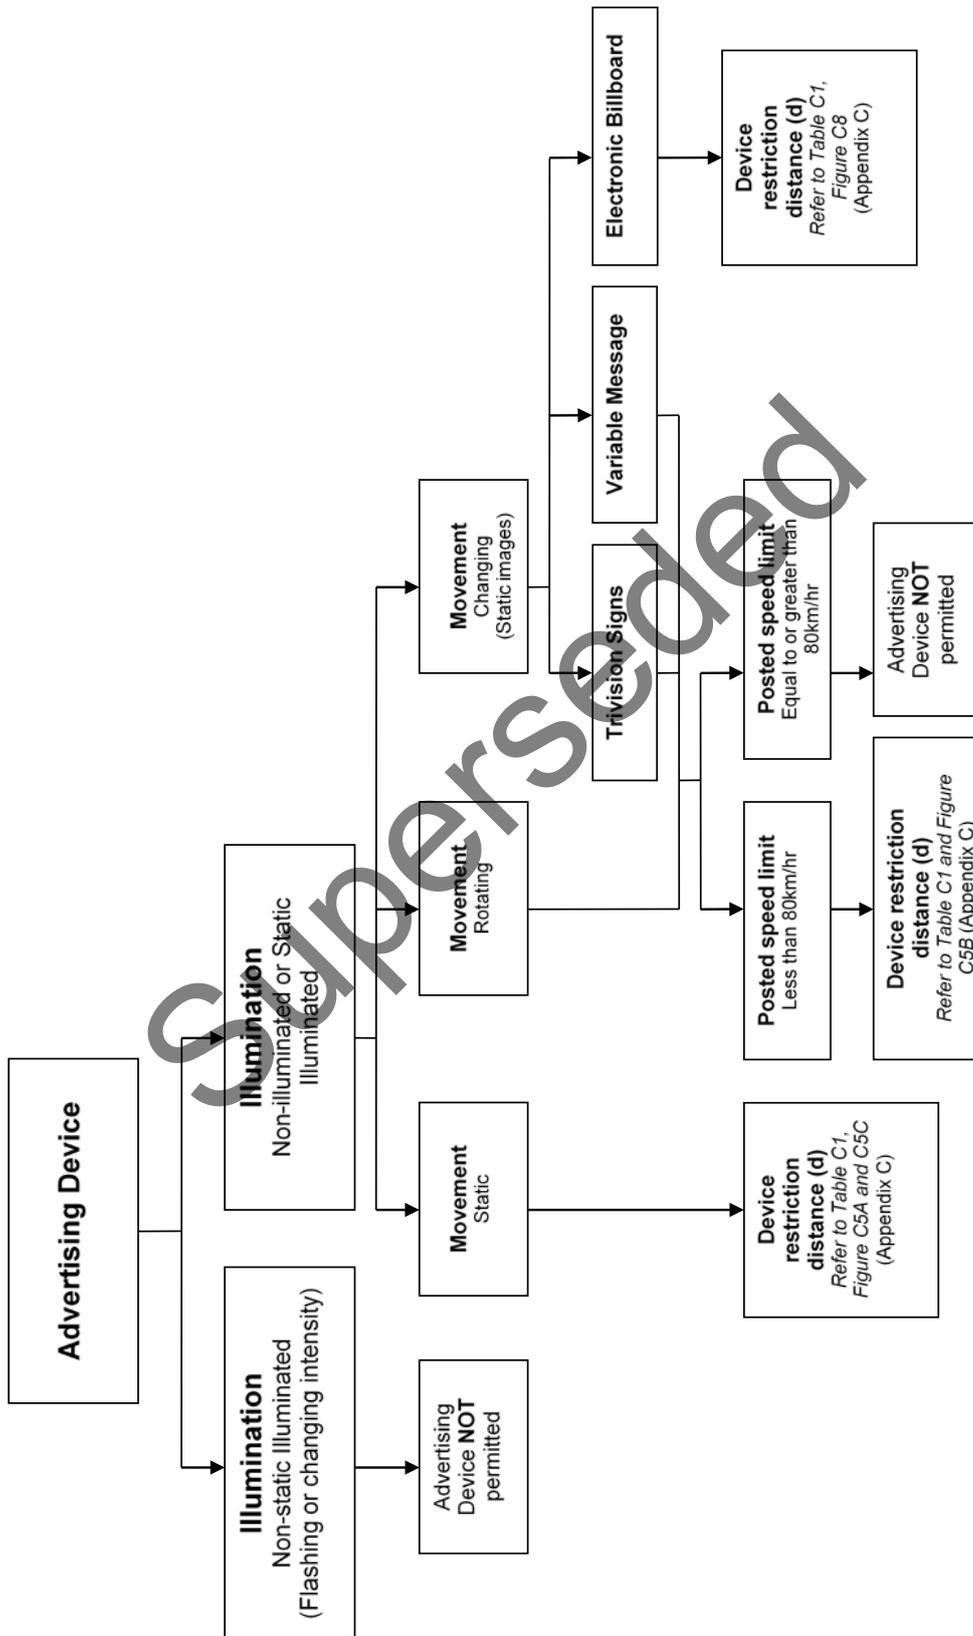 Advertising Device
Illumination
Non-static Illuminated
(Flashing or changing intensity)
Illumination
Non-illuminated or Static
Illuminated
Advertising
Device NOT
permitted
Movement
Static
Movement
Rotating
Movement
Changing
(Static images)
Trivision Signs
Variable Message
Electronic Billboard
Device
restriction
distance (d)
Refer to Table C1,
Figure C5A and C5C
(Appendix C)
Posted speed limit
Less than 80km/hr
Posted speed limit
Equal to or greater than
80km/hr
Device
restriction
distance (d)
Refer to Table C1,
Figure C8
(Appendix C)
Device restriction
distance (d)
Refer to Table C1 and Figure
C5B (Appendix C)
Advertising
Device NOT
permitted
Superseded